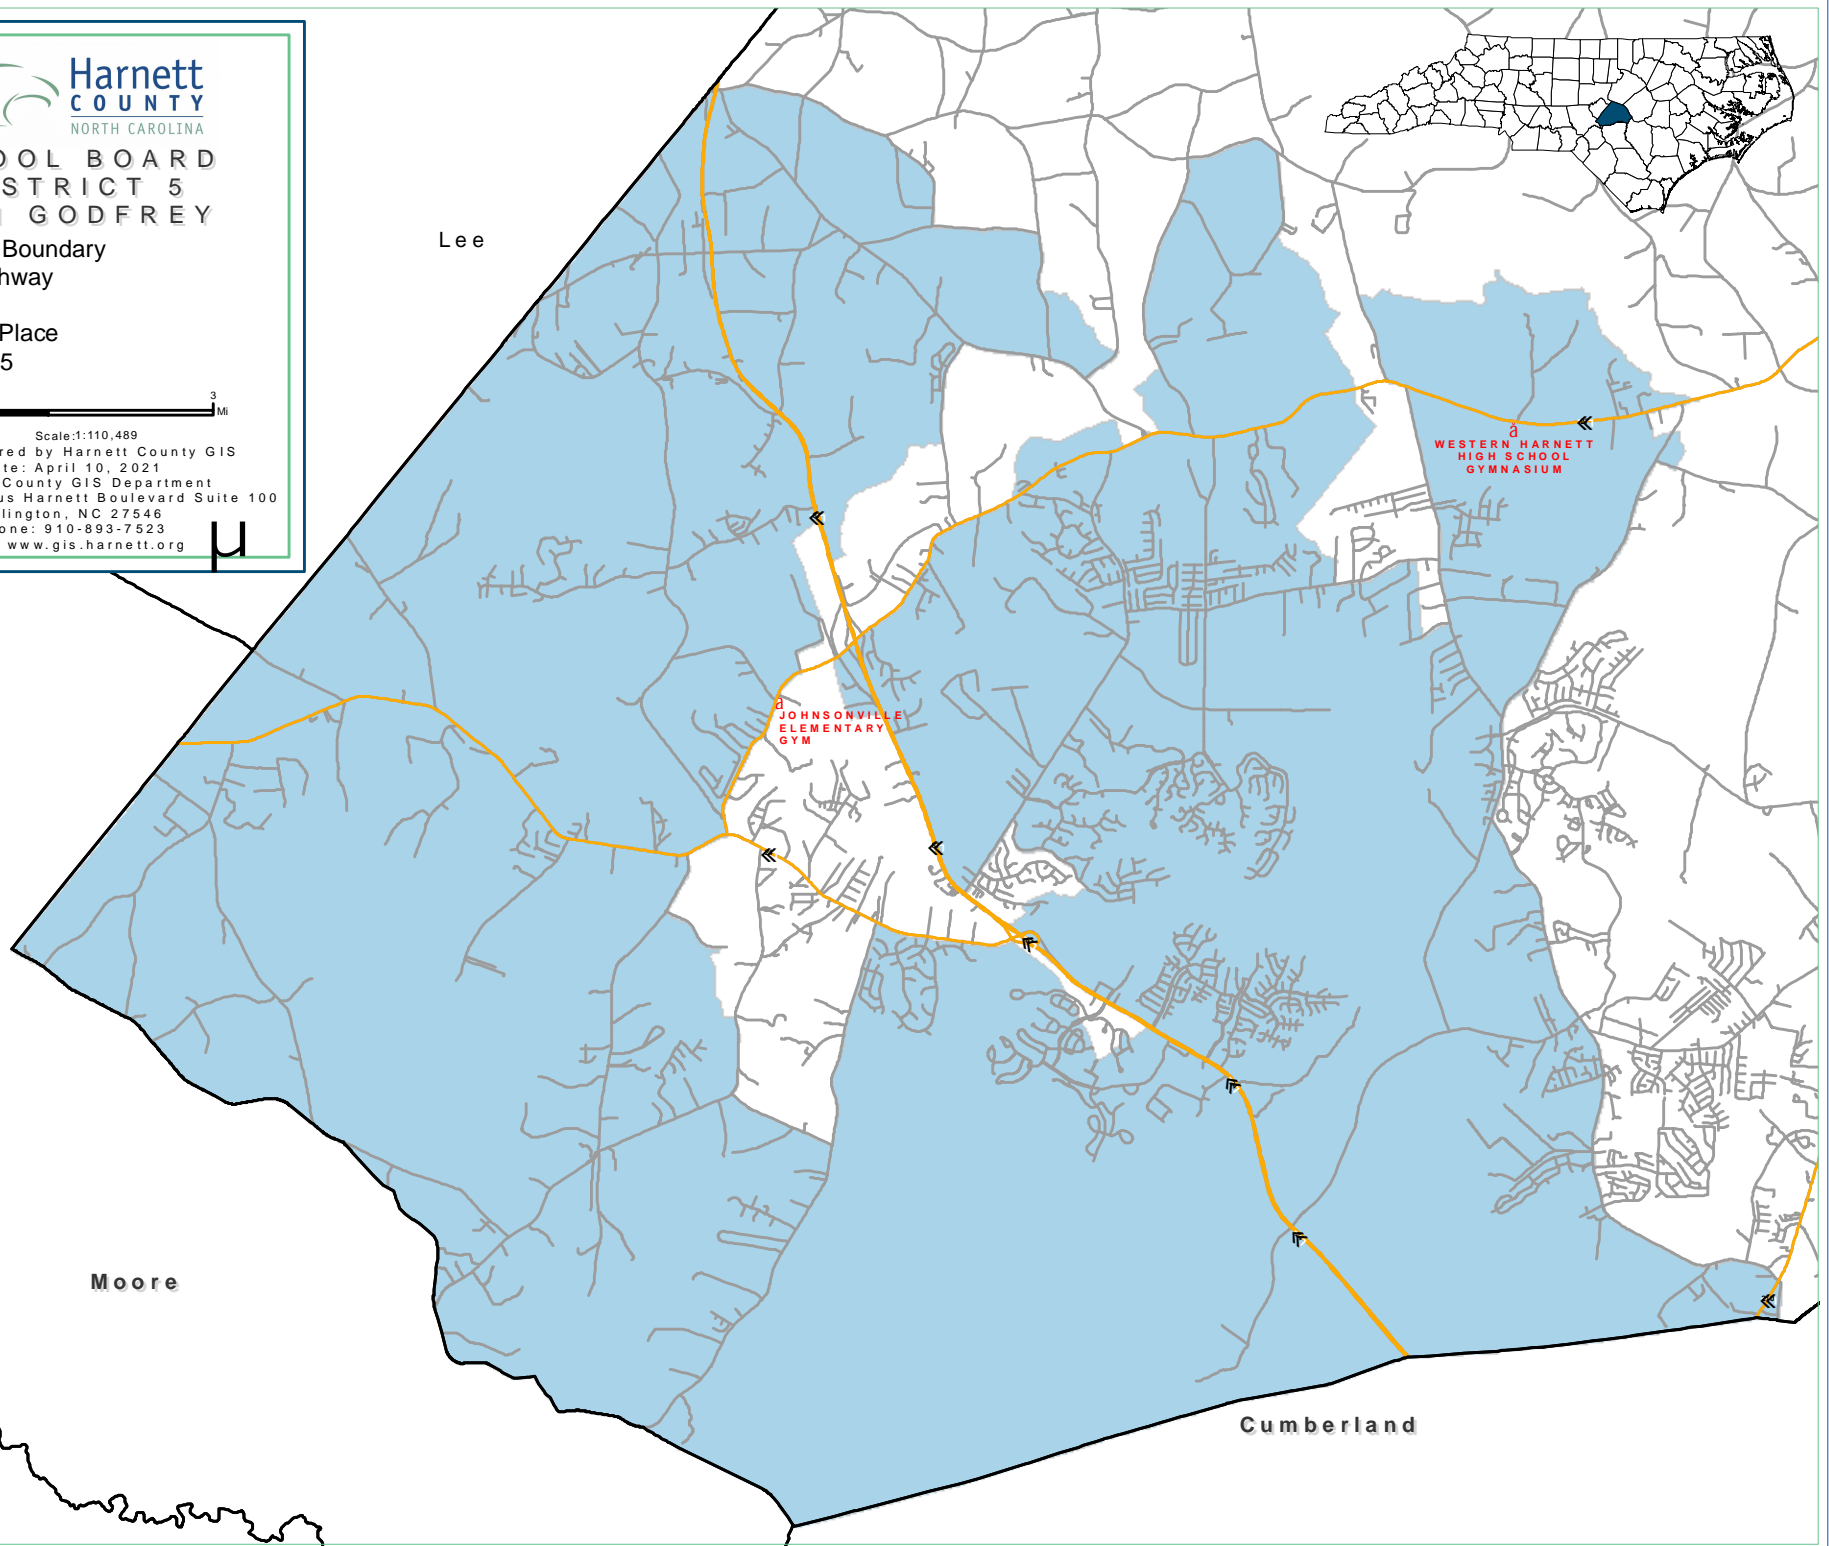 Harnett
COUNTY
NORTH CAROLINA
OOL BOARD
STRICT 5
GODFREY
Boundary
hway
Place
5
3
Mi
Scale:1:110,489
red by Harnett County GIS
te: April 10, 2021
County GIS Department
us Harnett Boulevard Suite 100
lington, NC 27546
one: 910-893-7523
www.gis.harnett.org
µ
Lee
WESTERN HARNETT
HIGH SCHOOL
GYMNASIUM
JOHNSONVILLE
ELEMENTARY
GYM
Moore
Cumberland